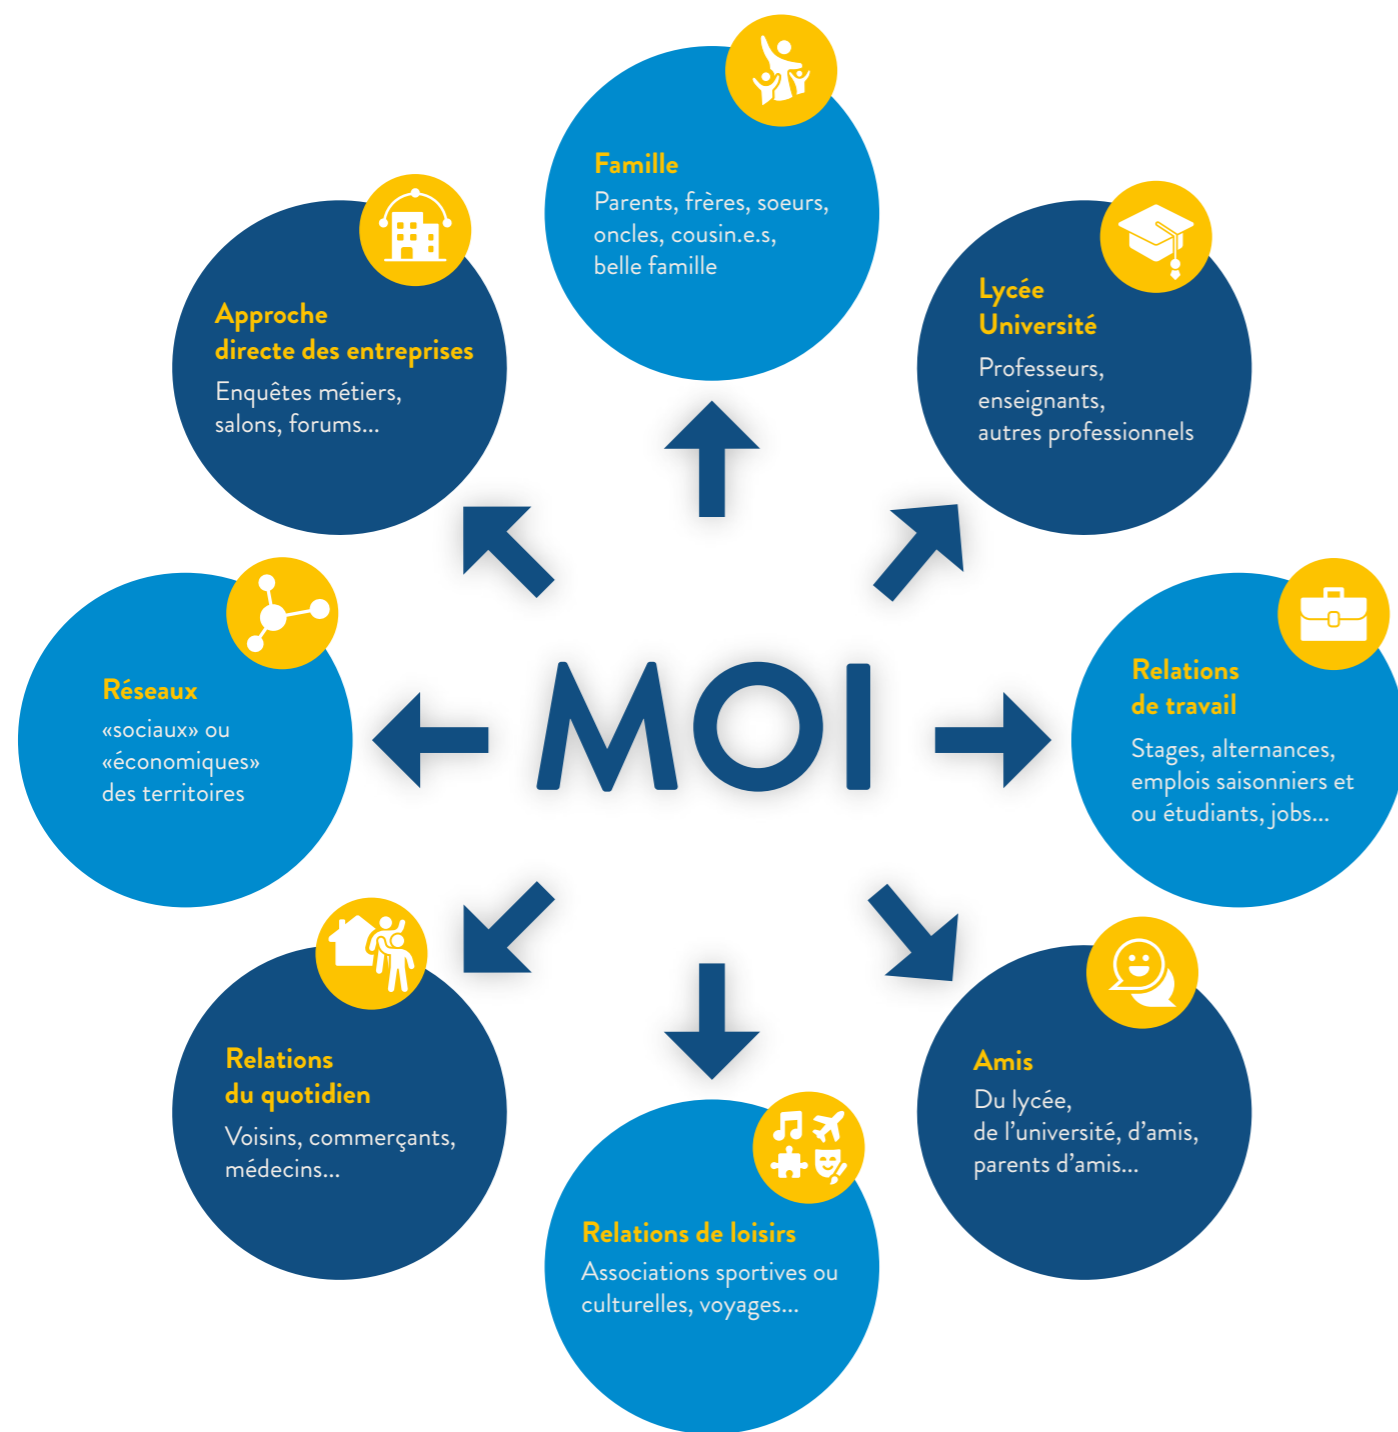 Famille
Parents, frères, soeurs,
oncles, cousin.e.s,
belle famille
Lycée
Université
Professeurs,
enseignants,
autres professionnels
Relations
de travail
Stages, alternances,
emplois saisonniers et
ou étudiants, jobs...
Amis
Du lycée,
de l'université, d'amis,
parents d'amis...
Relations de loisirs
Associations sportives ou
culturelles, voyages...
Relations
du quotidien
Voisins, commerçants,
médecins...
Réseaux
«sociaux» ou
«économiques»
des territoires
Approche
directe des entreprises
Enquêtes métiers,
salons, forums...
MOI